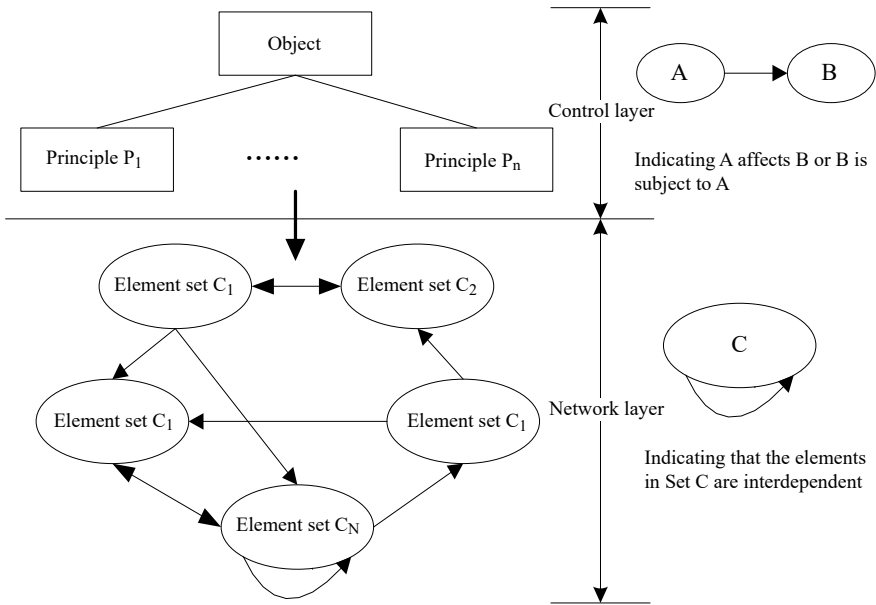 Object
Control layer
A
B
Principle P1
......
Principle Pn
Indicating A affects B or B is
subject to A
Element set C1
Element set C2
C
Element set C1
Element set C1
Network layer
Indicating that the elements
in Set C are interdependent
Element set CN